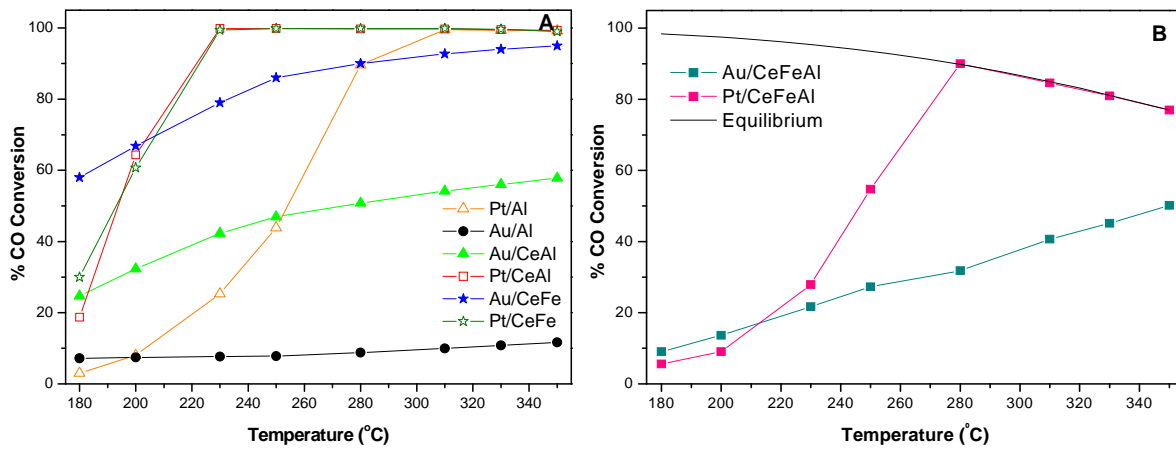 A
% CO Conversion
100
80
60
40
20
0
Pt/Al
Au/Al
Au/CeAl
Pt/CeAl
Au/CeFe
Pt/CeFe
180 200 220 240 260 280 300 320 340
Temperature (°C)
B
% CO Conversion
100
80
60
40
20
0
Au/CeFeAl
Pt/CeFeAl
Equilibrium
180 200 220 240 260 280 300 320 340
Temperature (°C)